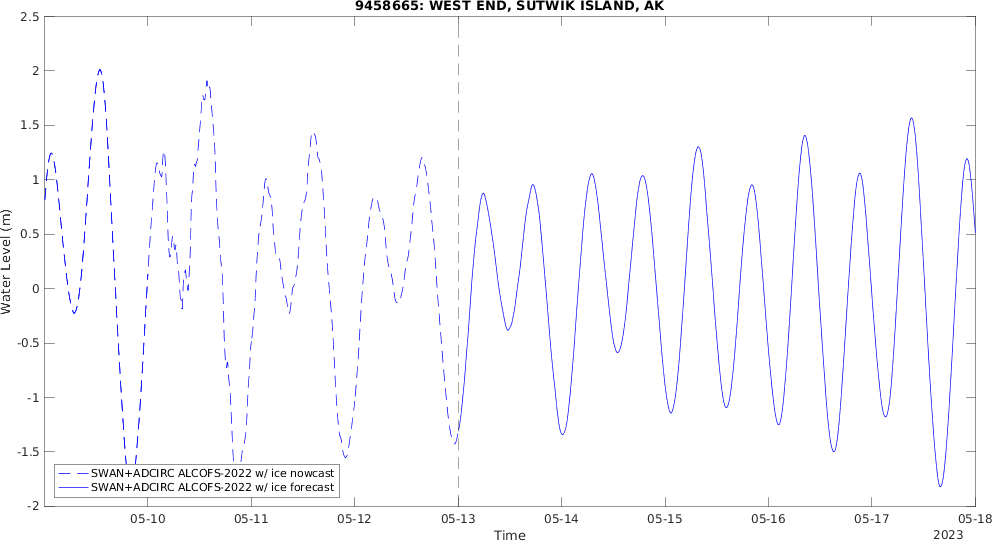 9458665: WEST END, SUTWIK ISLAND, AK
Water Level (m)
2.5
2
1.5
1
0.5
0
-0.5
-1
-1.5
-2
SWAN+ADCIRC ALCOFS-2022 w/ ice nowcast
SWAN+ADCIRC ALCOFS-2022 w/ ice forecast
05-10 05-11 05-12 05-13 05-14 05-15 05-16 05-17 05-18
Time
2023